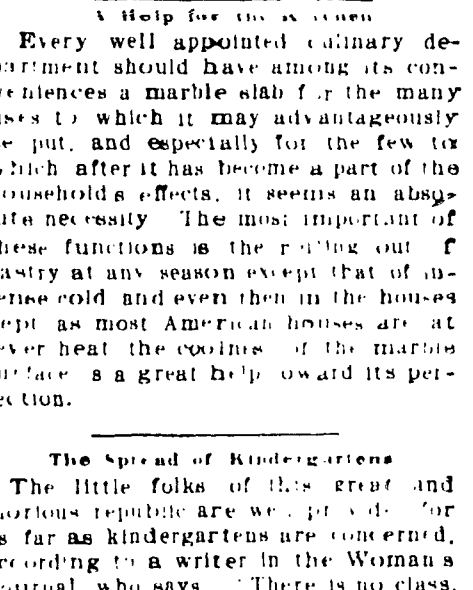 A Help for the Kitchen
Every well appointed culinary de-
partment should have among its con-
veniences a marble slab for the many
uses to which it may advantageously
be put, and especially for the few to
which after it has become a part of the
household s effects, it seems an abso-
lute necessity The most important of
these functions is the rolling out of
pastry at any season except that of in-
tense cold and even then in the houses
kept as most American houses are at
fever heat the coolness of the marble
surface is a great help toward its per-
fection.
The Spread of Kindergartens
The little folks of this great and
glorious republic are well provided for
as far as kindergartens are concerned,
according to a writer in the Woman s
Journal who says There is no class,